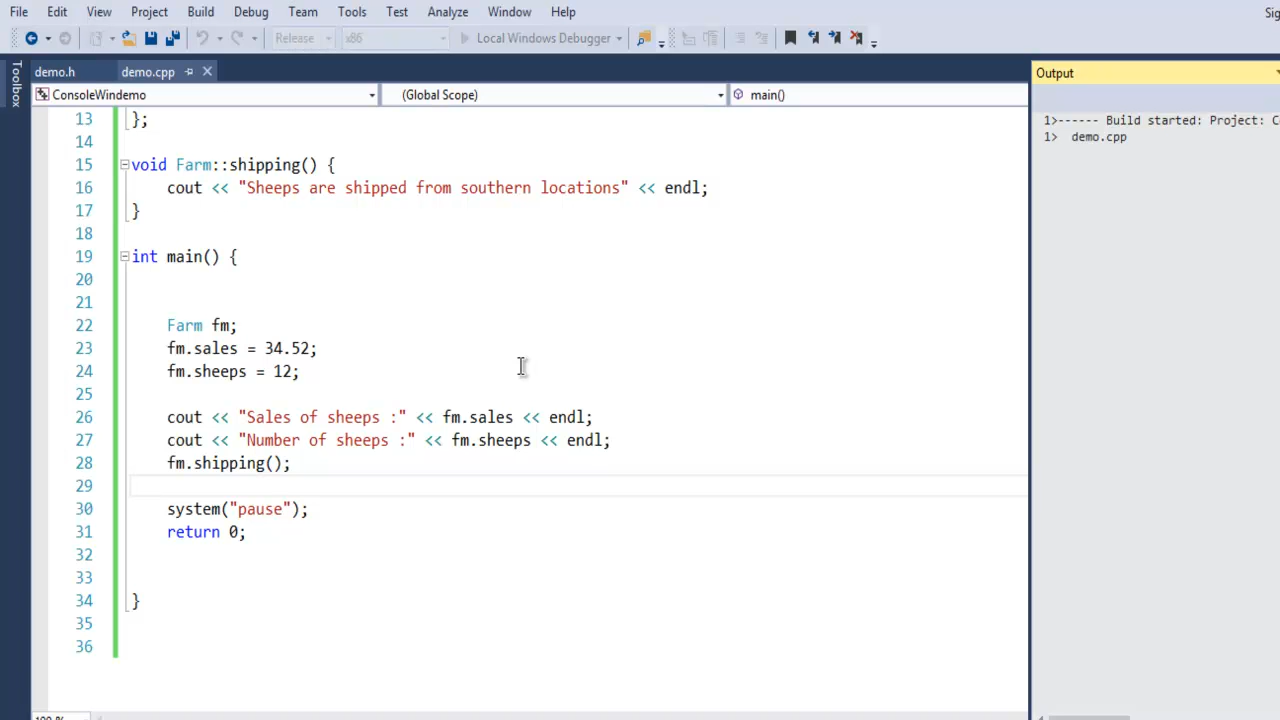 File Edit View Project Build Debug Team Tools Test Analyze Window Help
Release x86 Local Windows Debugger
Toolbox
demo.h demo.cpp
Output
ConsoleWindemo (Global Scope) main()
13 };
14
15 void Farm::shipping() {
16 cout << "Sheeps are shipped from southern locations" << endl;
17 }
18
19 int main() {
20
21
22 Farm fm;
23 fm.sales = 34.52;
24 fm.sheeps = 12;
25
26 cout << "Sales of sheeps :" << fm.sales << endl;
27 cout << "Number of sheeps :" << fm.sheeps << endl;
28 fm.shipping();
29
30 system("pause");
31 return 0;
32
33
34 }
35
36
1>------ Build started: Project: C
1> demo.cpp